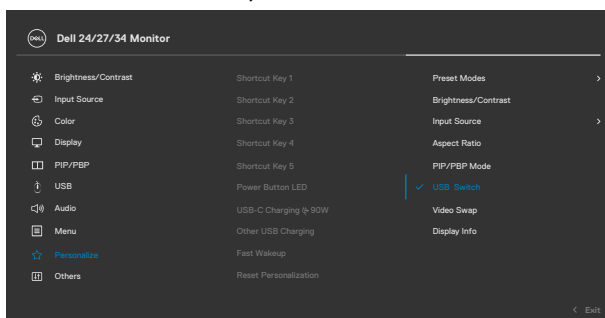 DELL Dell 24/27/34 Monitor
Brightness/Contrast Shortcut Key 1 Preset Modes >
Input Source Shortcut Key 2 Brightness/Contrast
Color Shortcut Key 3 Input Source >
Display Shortcut Key 4 Aspect Ratio
PIP/PBP Shortcut Key 5 PIP/PBP Mode
USB Power Button LED ✓ USB Switch
Audio USB-C Charging 90W Video Swap
Menu Other USB Charging Display Info
Personalize Fast Wakeup
Others Reset Personalization
< Exit